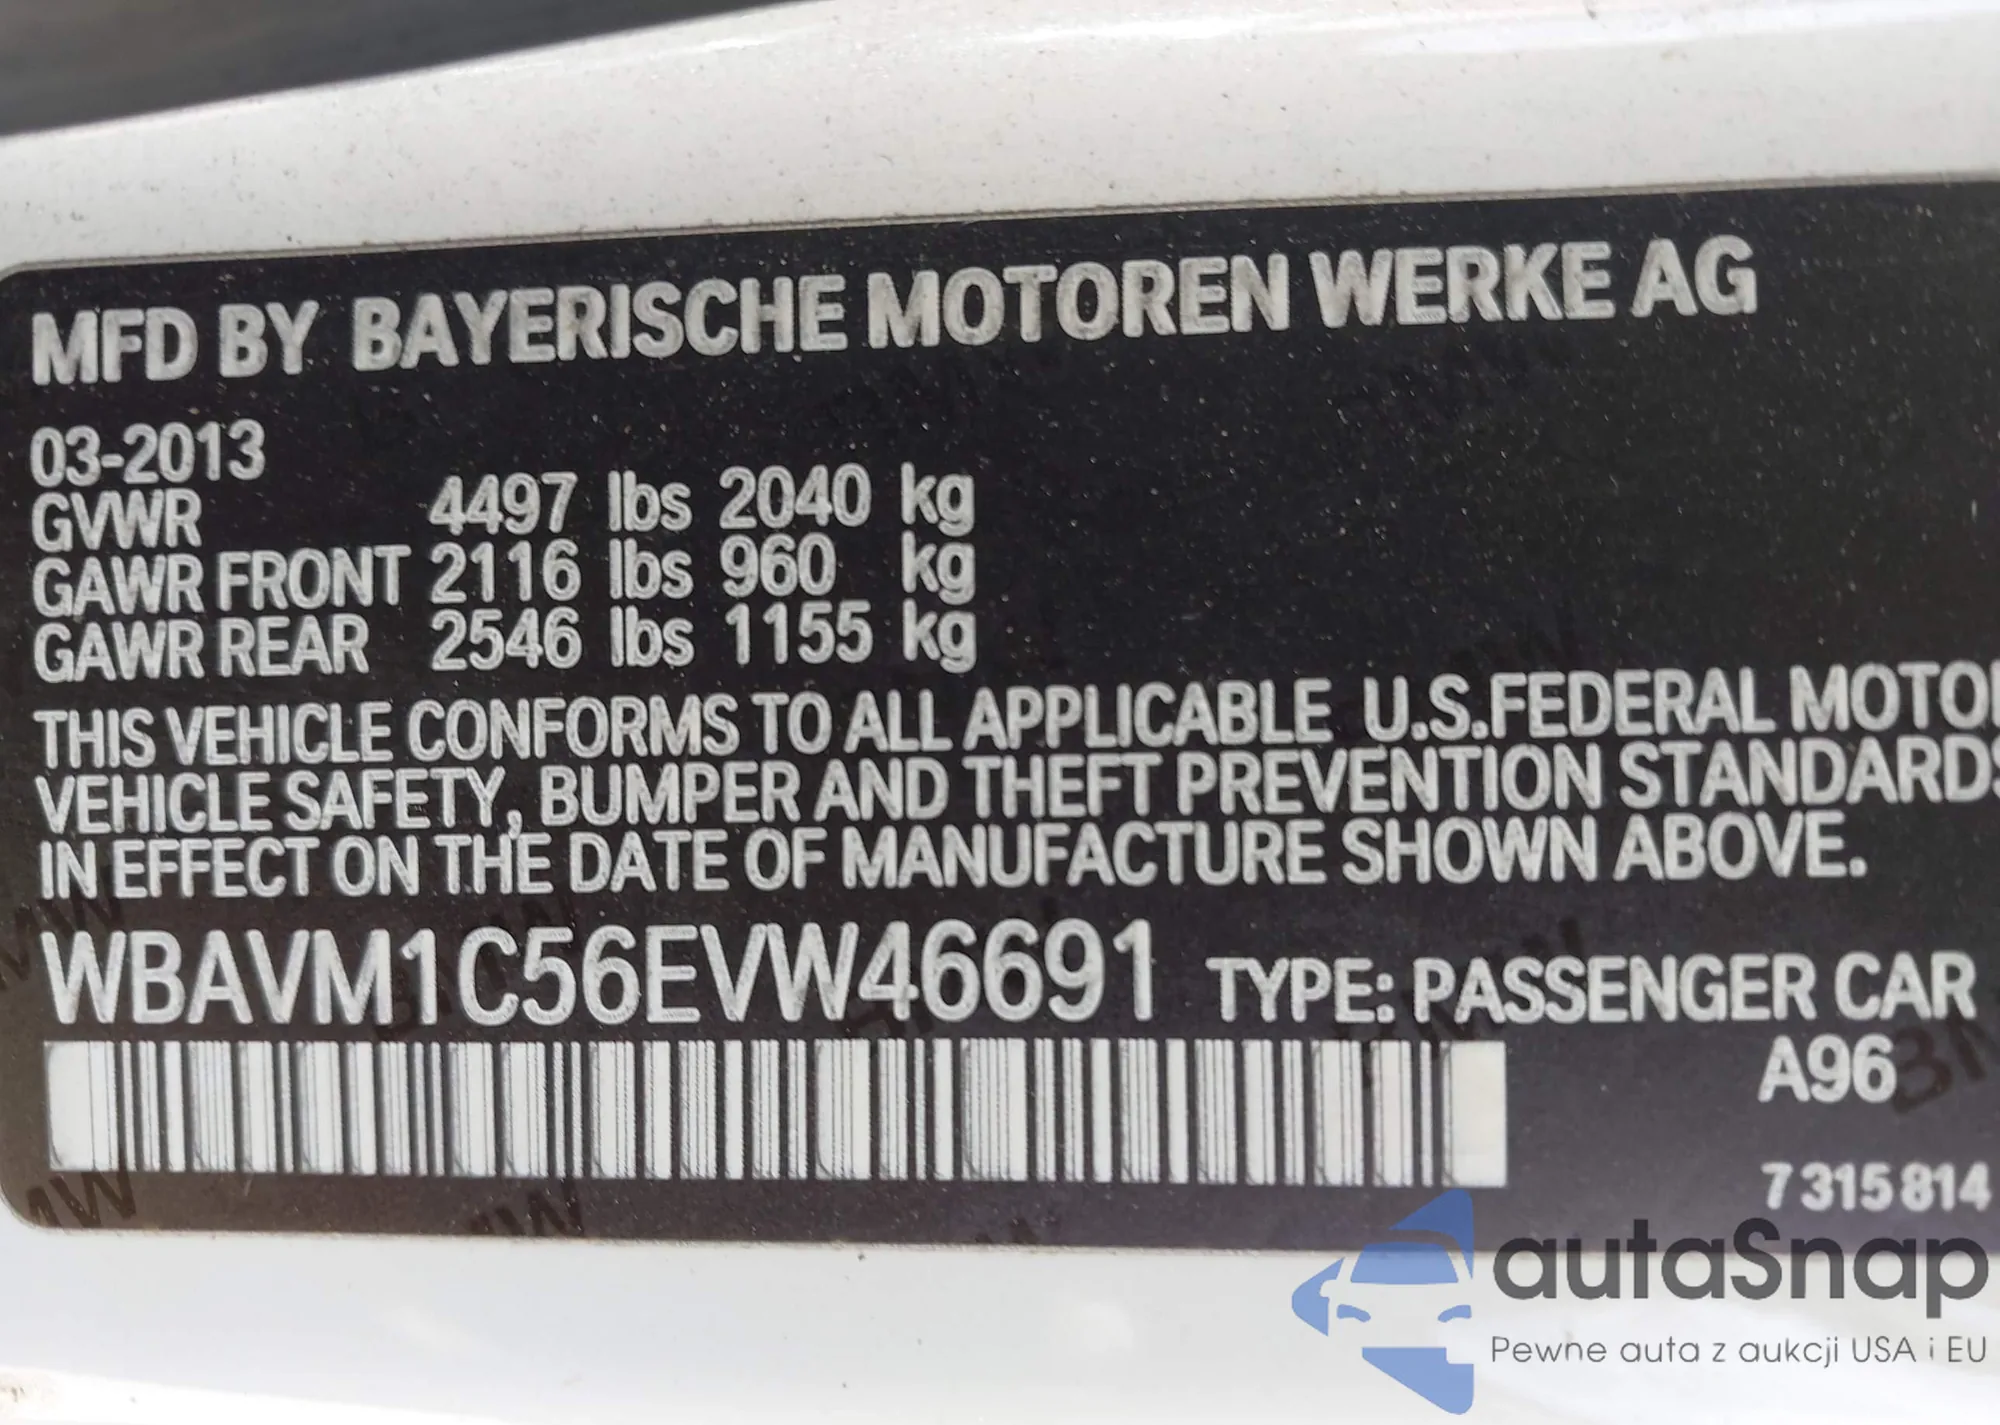 MFD BY BAYERISCHE MOTOREN WERKE AG
03-2013
GVWR 4497 lbs 2040 kg
GAWR FRONT 2116 lbs 960 kg
GAWR REAR 2546 lbs 1155 kg
THIS VEHICLE CONFORMS TO ALL APPLICABLE U.S.FEDERAL MOTOR
VEHICLE SAFETY, BUMPER AND THEFT PREVENTION STANDARDS
IN EFFECT ON THE DATE OF MANUFACTURE SHOWN ABOVE.
WBAVM1C56EVW46691 TYPE: PASSENGER CAR
A96
7 315 814
autaSnap
Pewne auta z aukcji USA i EU